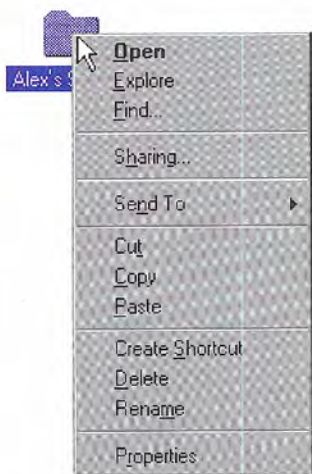 Alex's
Open
Explore
Find...
Sharing...
Send To
Cut
Copy
Paste
Create Shortcut
Delete
Rename
Properties